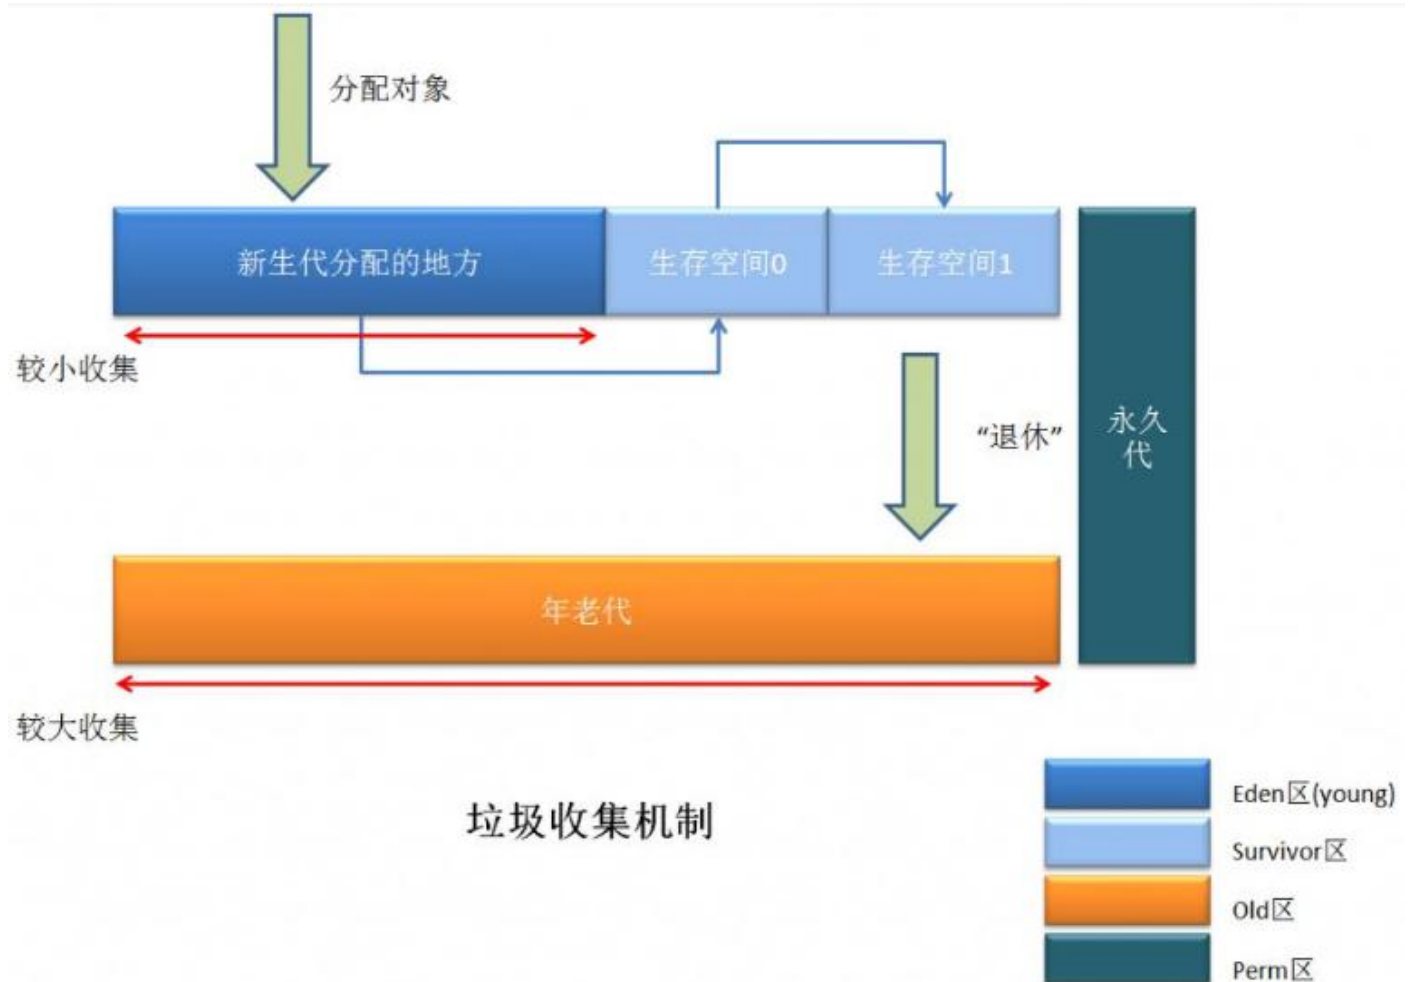 分配对象
新生代分配的地方
生存空间0
生存空间1
较小收集
“退休”
永久
代
年老代
较大收集
垃圾收集机制
Eden区(young)
Survivor区
Old区
Perm区